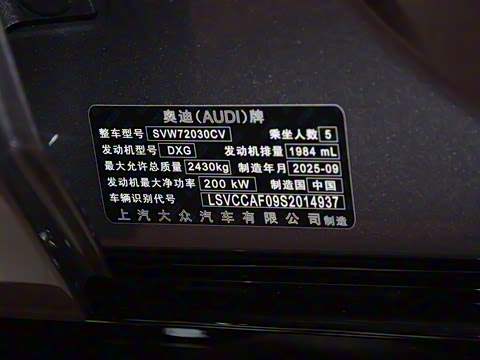 奥迪(AUDI)牌
整车型号 SVW72030CV 乘坐人数 5
发动机型号 DXG 发动机排量 1984 mL
最大允许总质量 2430kg 制造年月 2025-09
发动机最大净功率 200 kW 制造国 中国
车辆识别代号 LSVCCAF09S2014937
上汽大众汽车有限公司制造